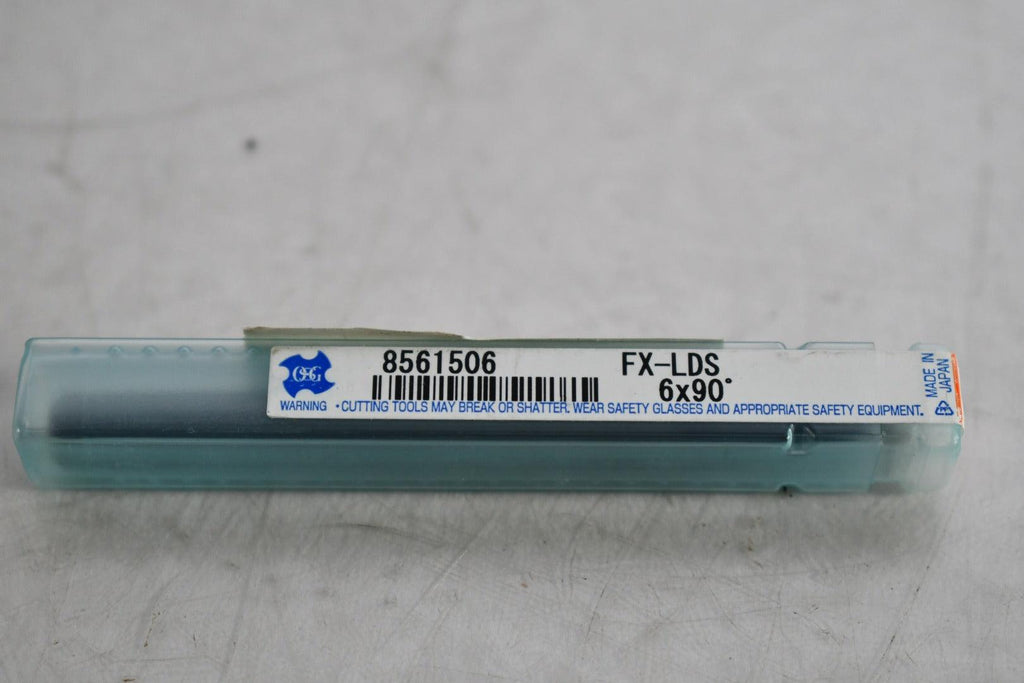 OSG
8561506
FX-LDS
6x90°
WARNING • CUTTING TOOLS MAY BREAK OR SHATTER. WEAR SAFETY GLASSES AND APPROPRIATE SAFETY EQUIPMENT.
MADE IN
JAPAN